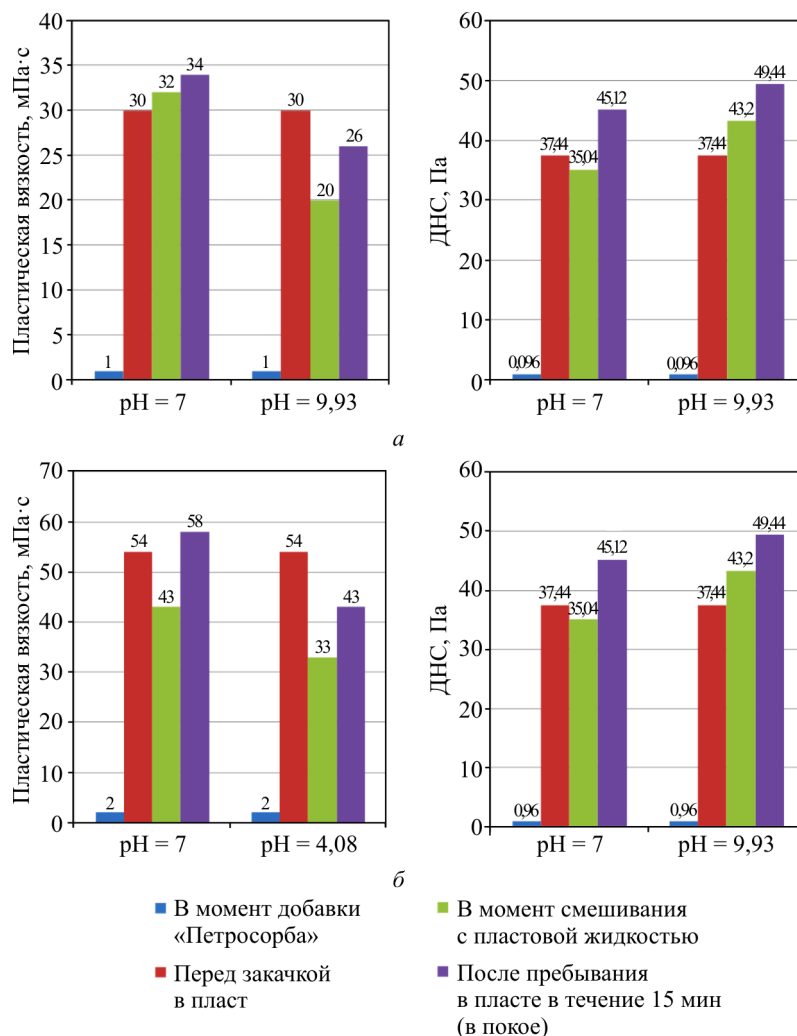 Пластическая вязкость, мПа·с
40
35
30
25
20
15
10
5
0
1
30
32
34
1
30
20
26
pH = 7
pH = 9,93
ДНС, Па
60
50
40
30
20
10
0
0,096
37,44
35,04
45,12
0,096
37,44
43,2
49,44
pH = 7
pH = 9,93
а
Пластическая вязкость, мПа·с
70
60
50
40
30
20
10
0
2
54
43
58
2
54
33
43
pH = 7
pH = 4,08
ДНС, Па
60
50
40
30
20
10
0
0,96
37,44
35,04
45,12
0,96
37,44
43,2
49,44
pH = 7
pH = 9,93
б
В момент добавки
«Петросорба»
Перед закачкой
в пласт
В момент смешивания
с пластовой жидкостью
После пребывания
в пласте в течение 15 мин
(в покое)